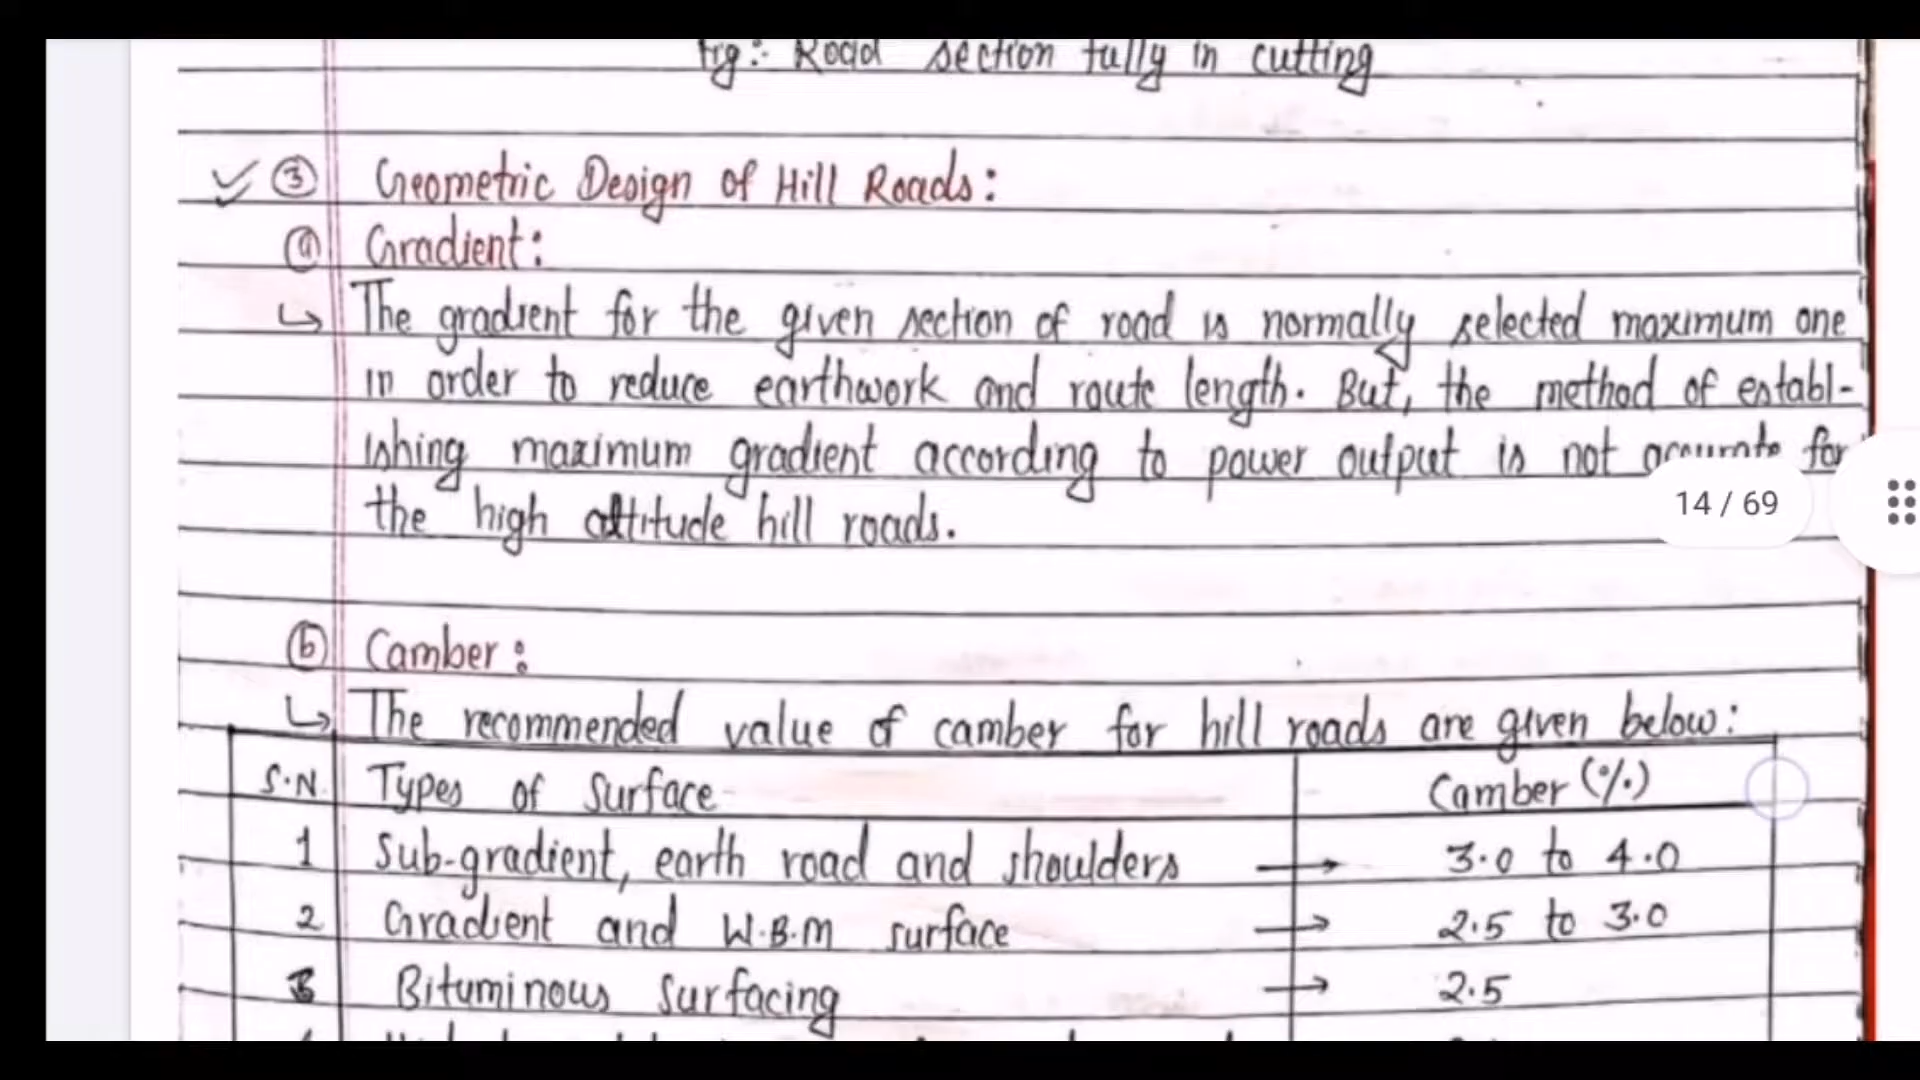 Fig:- Road section fully in cutting
③ Geometric Design of Hill Roads:
ⓐ Gradient:
↳ The gradient for the given section of road is normally selected maximum one
in order to reduce earthwork and route length. But, the method of establ-
ishing maximum gradient according to power output is not accurate for
the high altitude hill roads.
14 / 69
ⓑ Camber:
↳ The recommended value of camber for hill roads are given below:
S.N. Types of Surface Camber (%)
1 Sub-gradient, earth road and shoulders → 3.0 to 4.0
2 Gradient and W.B.M surface → 2.5 to 3.0
3 Bituminous Surfacing → 2.5